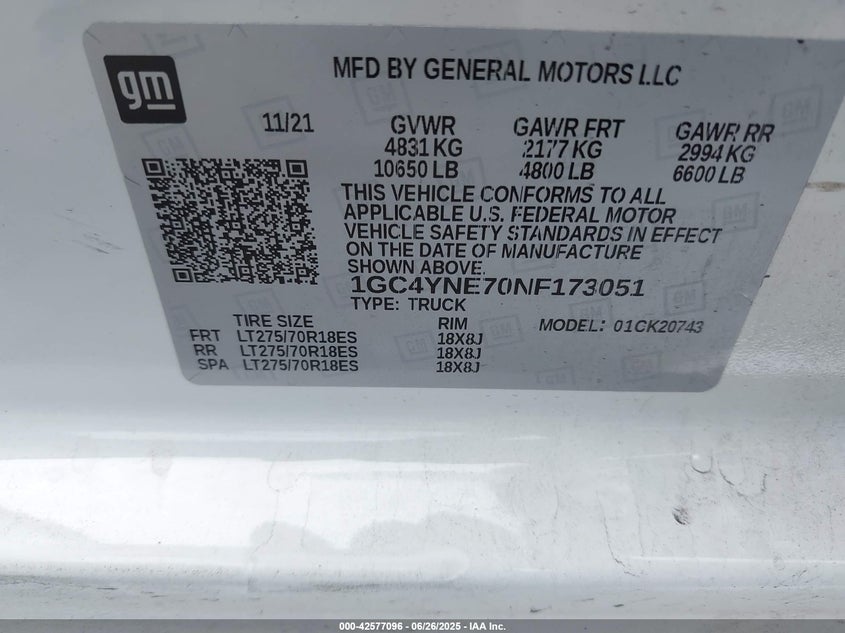 gm
MFD BY GENERAL MOTORS LLC
11/21
GVWR GAWR FRT GAWR RR
4831 KG 2177 KG 2994 KG
10650 LB 4800 LB 6600 LB
THIS VEHICLE CONFORMS TO ALL
APPLICABLE U.S. FEDERAL MOTOR
VEHICLE SAFETY STANDARDS IN EFFECT
ON THE DATE OF MANUFACTURE
SHOWN ABOVE.
1GC4YNE70NF173051
TYPE: TRUCK
TIRE SIZE RIM MODEL: 01CK20743
FRT LT275/70R18ES 18X8J
RR LT275/70R18ES 18X8J
SPA LT275/70R18ES 18X8J
000-42577096 - 06/26/2025 - IAA Inc.